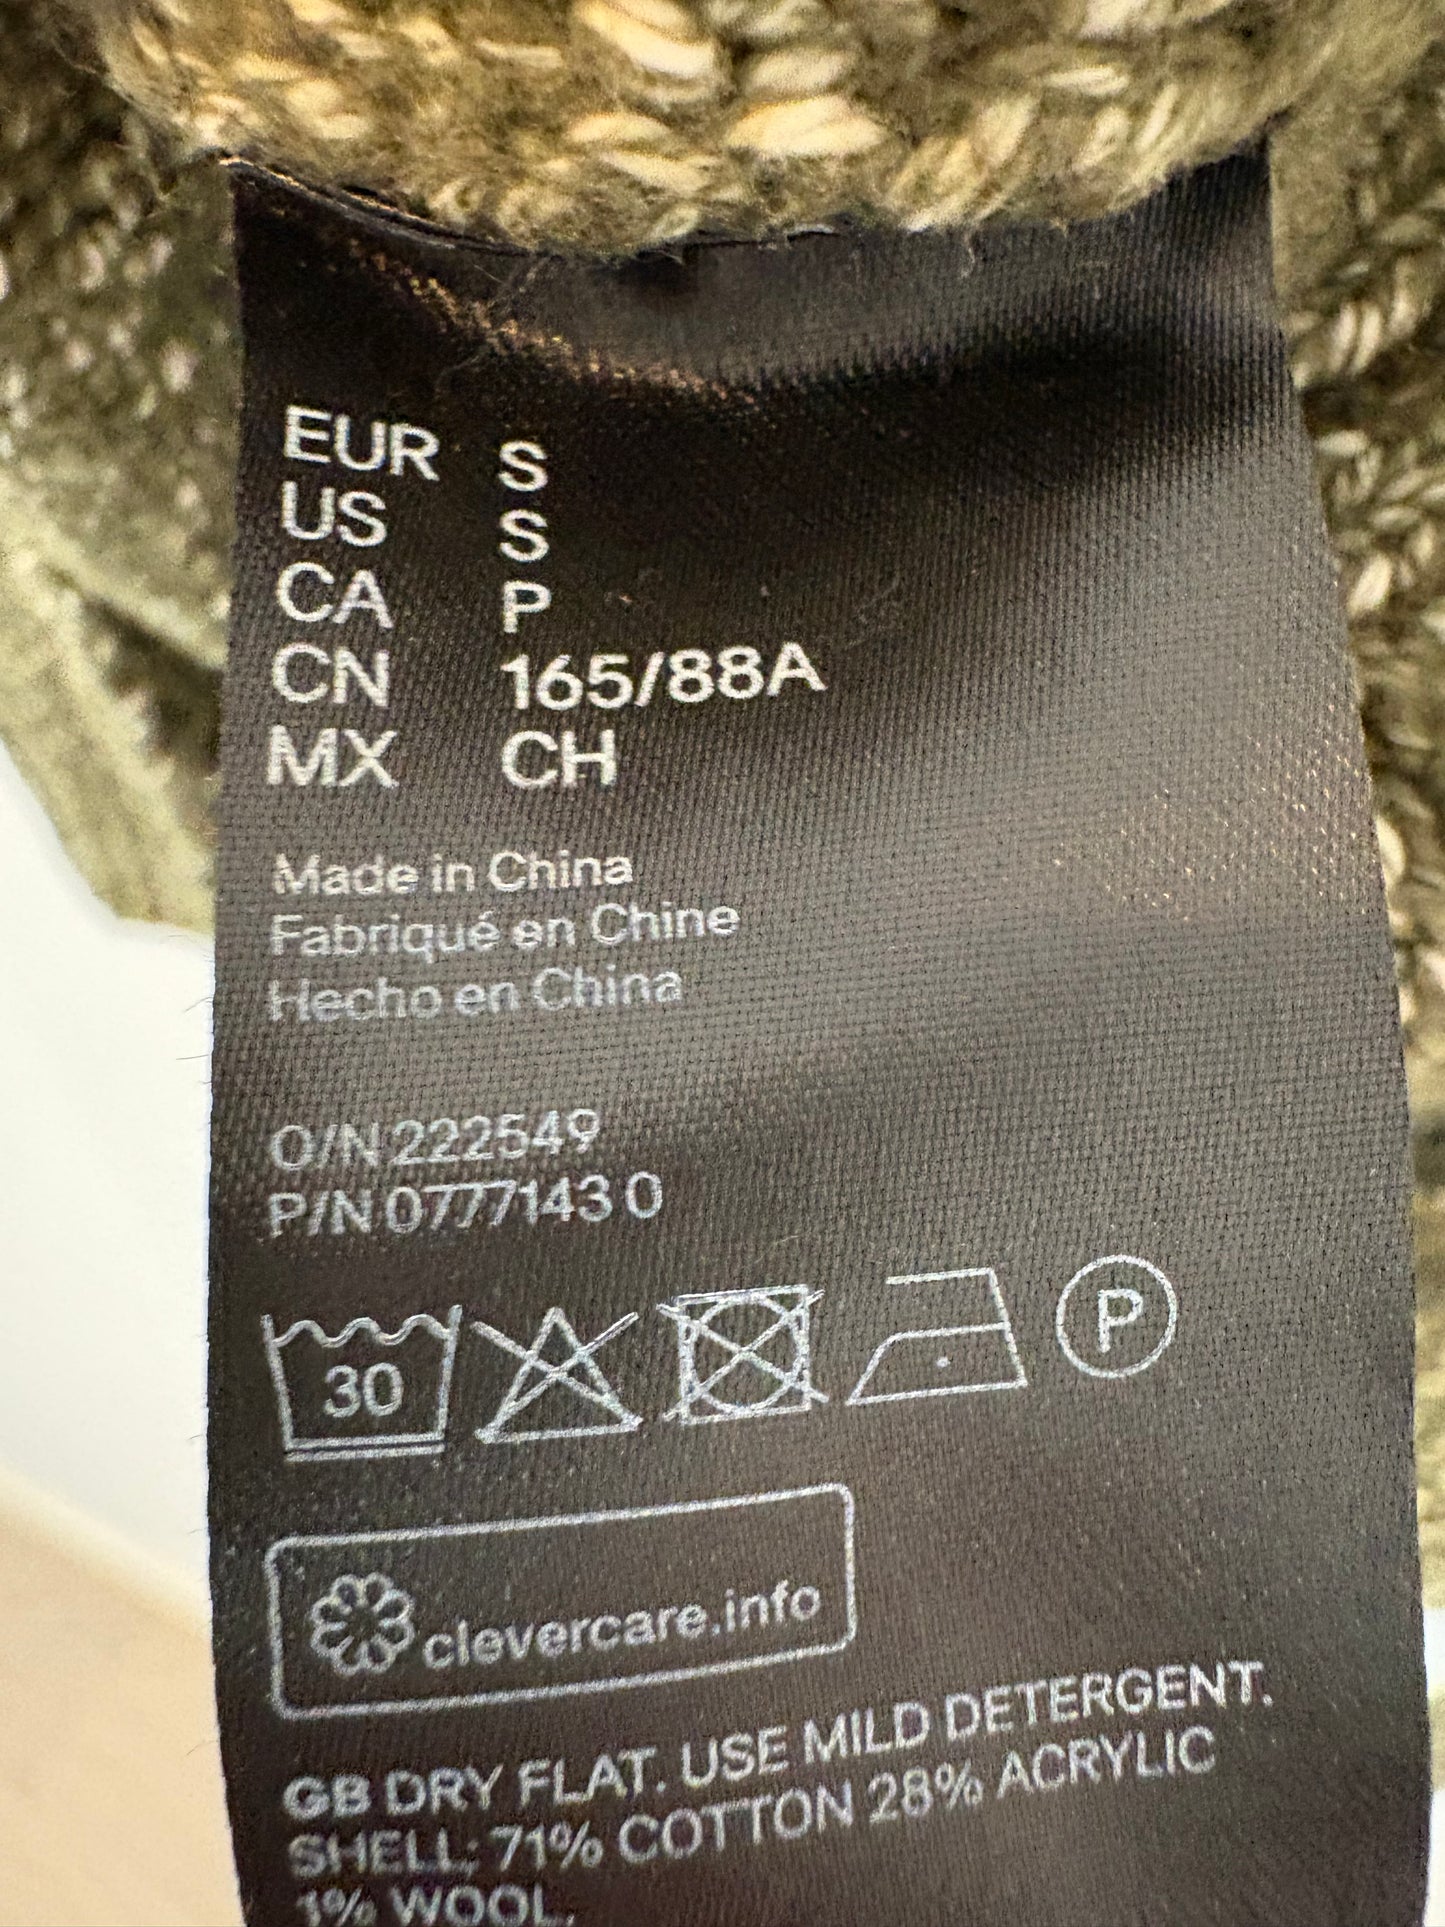 EUR S
US S
CA P
CN 165/88A
MX CH
Made in China
Fabriqué en Chine
Hecho en China
O/N 222549
P/N 0777143 0
30
P
clevercare.info
GB DRY FLAT. USE MILD DETERGENT.
SHELL: 71% COTTON 28% ACRYLIC
1% WOOL.